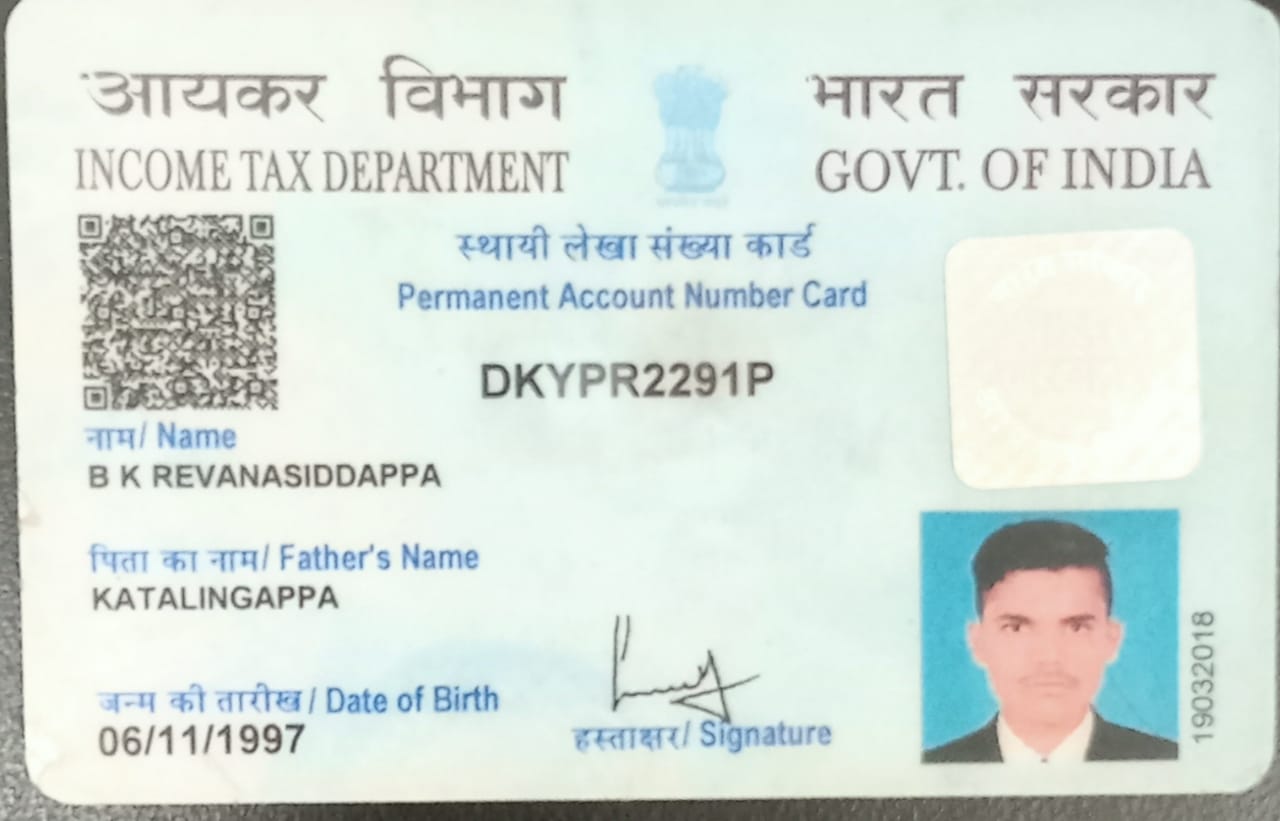 आयकर विभाग
भारत सरकार
INCOME TAX DEPARTMENT
GOVT. OF INDIA
स्थायी लेखा संख्या कार्ड
Permanent Account Number Card
DKYPR2291P
नाम/ Name
B K REVANASIDDAPPA
पिता का नाम/ Father's Name
KATALINGAPPA
जन्म की तारीख/ Date of Birth
06/11/1997
हस्ताक्षर/ Signature
19032018